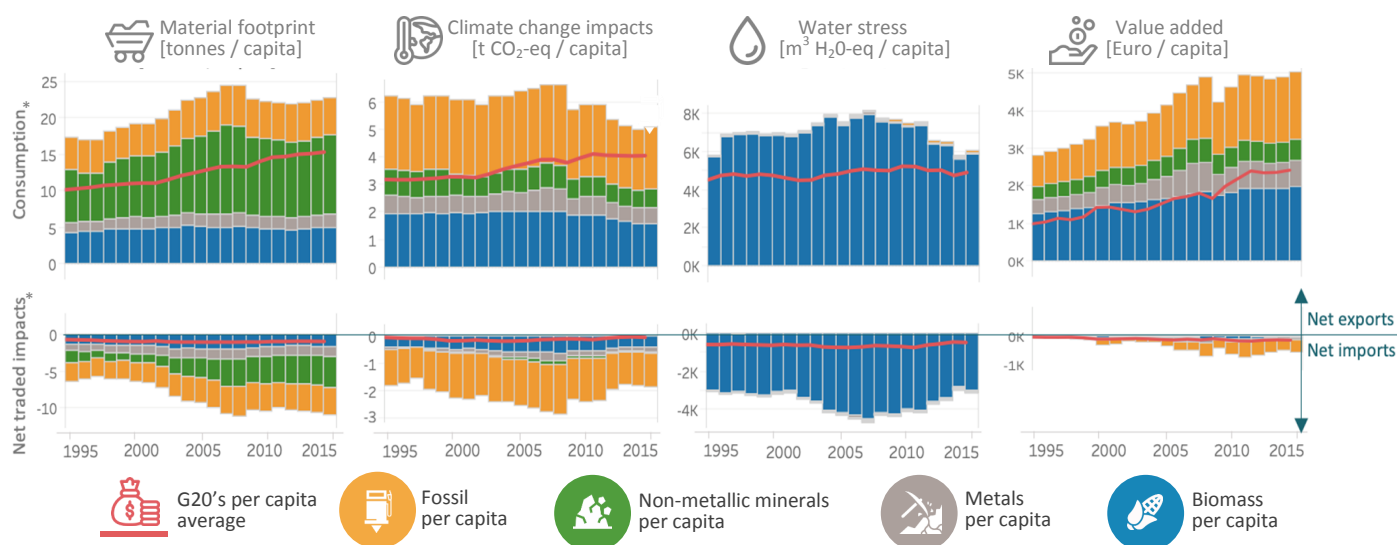 Material footprint
[tonnes / capita]
Climate change impacts
[t CO₂-eq / capita]
Water stress
[m³ H₂0-eq / capita]
Value added
[Euro / capita]
Consumption*
25
20
15
10
5
0
6
5
4
3
2
1
0
8K
6K
4K
2K
0K
5K
4K
3K
2K
1K
0K
Net traded impacts*
0
-5
-10
-0
-1
-2
-3
0K
-2K
-4K
-0K
-1K
Net exports
Net imports
1995 2000 2005 2010 2015
1995 2000 2005 2010 2015
1995 2000 2005 2010 2015
1995 2000 2005 2010 2015
G20's per capita
average
Fossil
per capita
Non-metallic minerals
per capita
Metals
per capita
Biomass
per capita